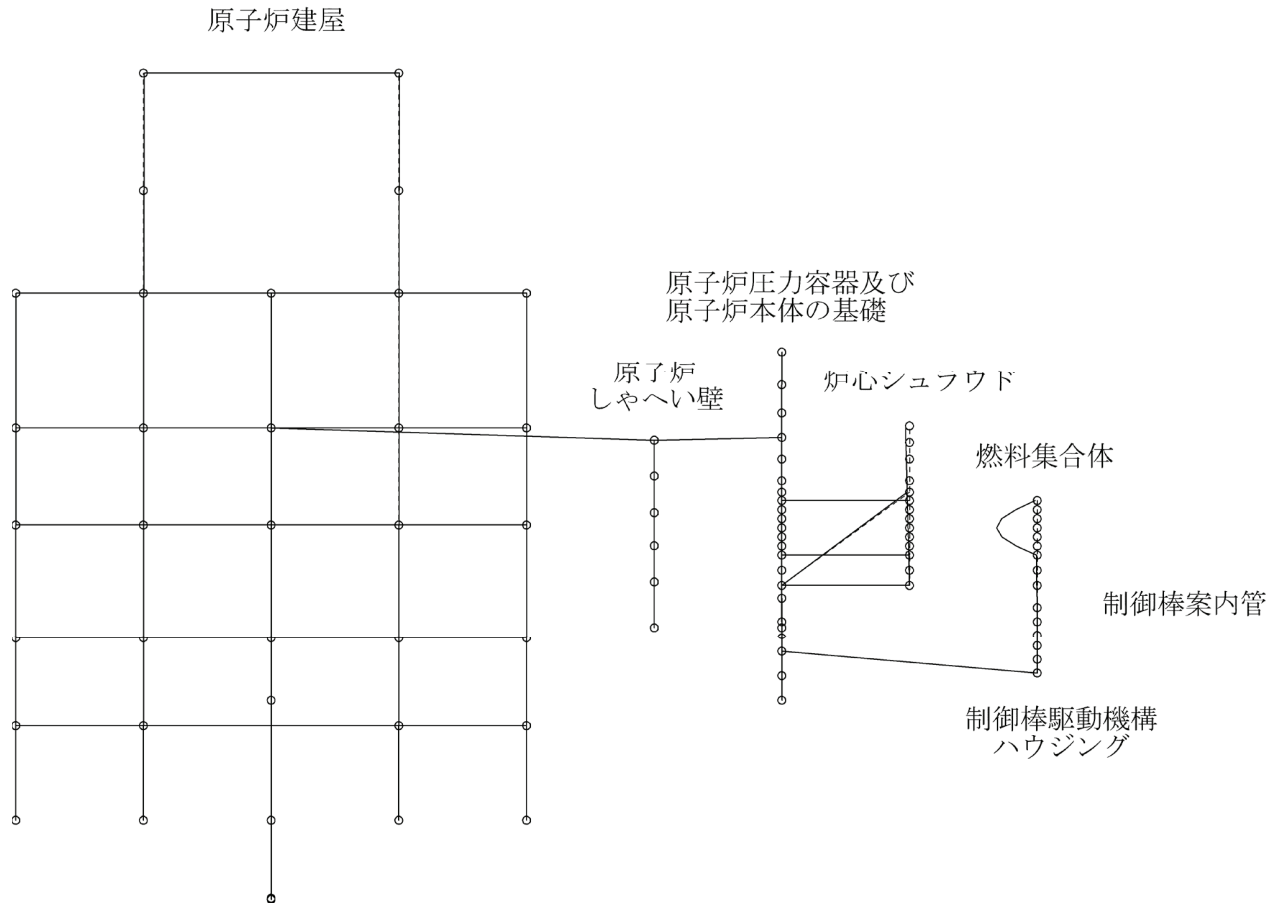 原子炉建屋
原子炉圧力容器及び
原子炉本体の基礎
原子炉
しゃへい壁
炉心シュラウド
燃料集合体
制御棒案内管
制御棒駆動機構
ハウジング